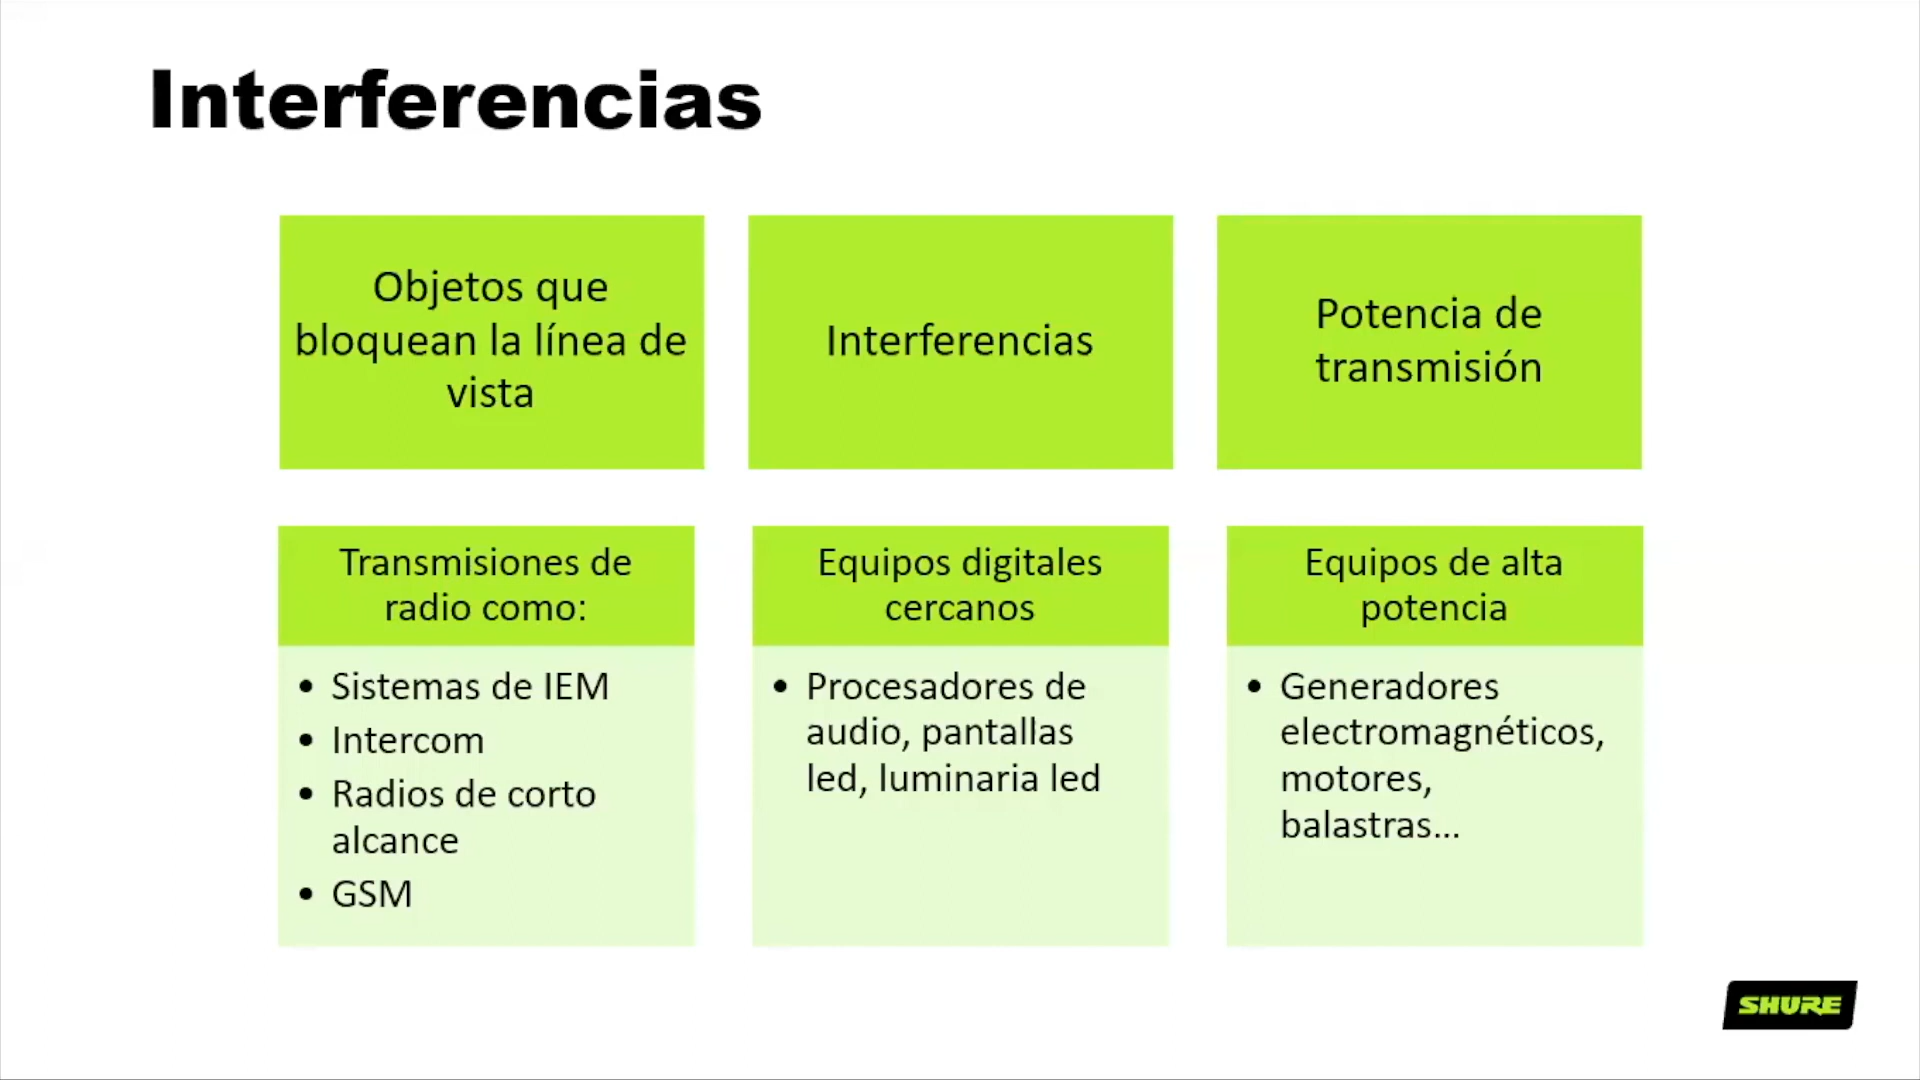 Interferencias
Objetos que
bloquean la línea de
vista
Interferencias
Potencia de
transmisión
Transmisiones de
radio como:
• Sistemas de IEM
• Intercom
• Radios de corto
alcance
• GSM
Equipos digitales
cercanos
• Procesadores de
audio, pantallas
led, luminaria led
Equipos de alta
potencia
• Generadores
electromagnéticos,
motores,
balastras...
SHURE